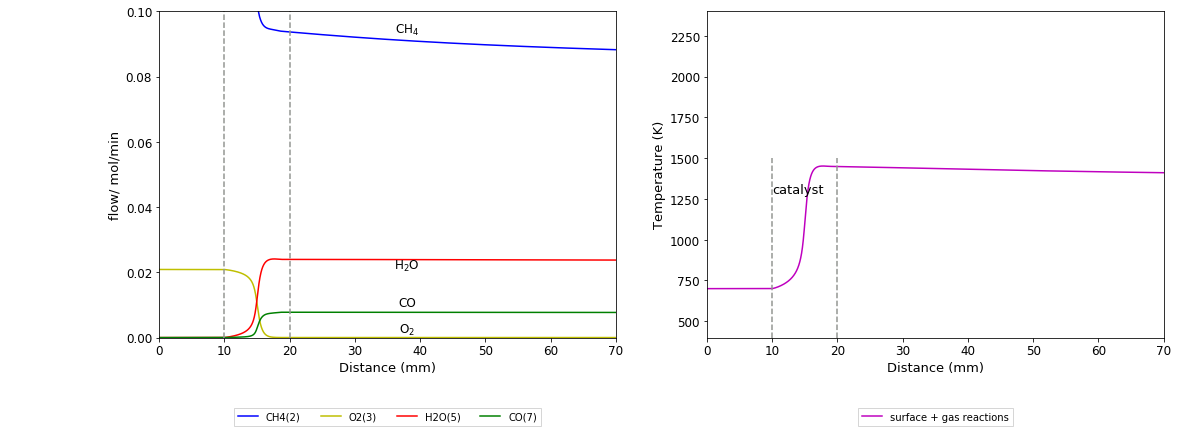 0.10
0.08
0.06
0.04
0.02
0.00
flow/ mol/min
CH₄
H₂O
CO
O₂
0 10 20 30 40 50 60 70
Distance (mm)
CH4(2) O2(3) H2O(5) CO(7)
2250
2000
1750
1500
1250
1000
750
500
Temperature (K)
catalyst
0 10 20 30 40 50 60 70
Distance (mm)
surface + gas reactions